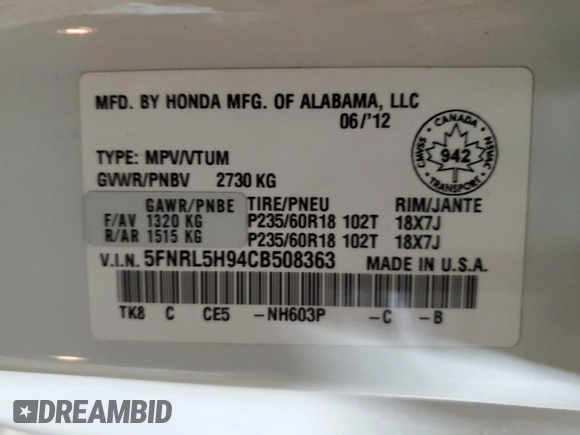 MFD. BY HONDA MFG. OF ALABAMA, LLC
06/'12
CANADA
CMVSS 942 NSVAC
TRANSPORT
TYPE: MPV/VTUM
GVWR/PNBV 2730 KG
GAWR/PNBE TIRE/PNEU RIM/JANTE
F/AV 1320 KG P235/60R18 102T 18X7J
R/AR 1515 KG P235/60R18 102T 18X7J
V.I.N. 5FNRL5H94CB508363 MADE IN U.S.A.
TK8 C CE5 -NH603P -C -B
DREAMBID